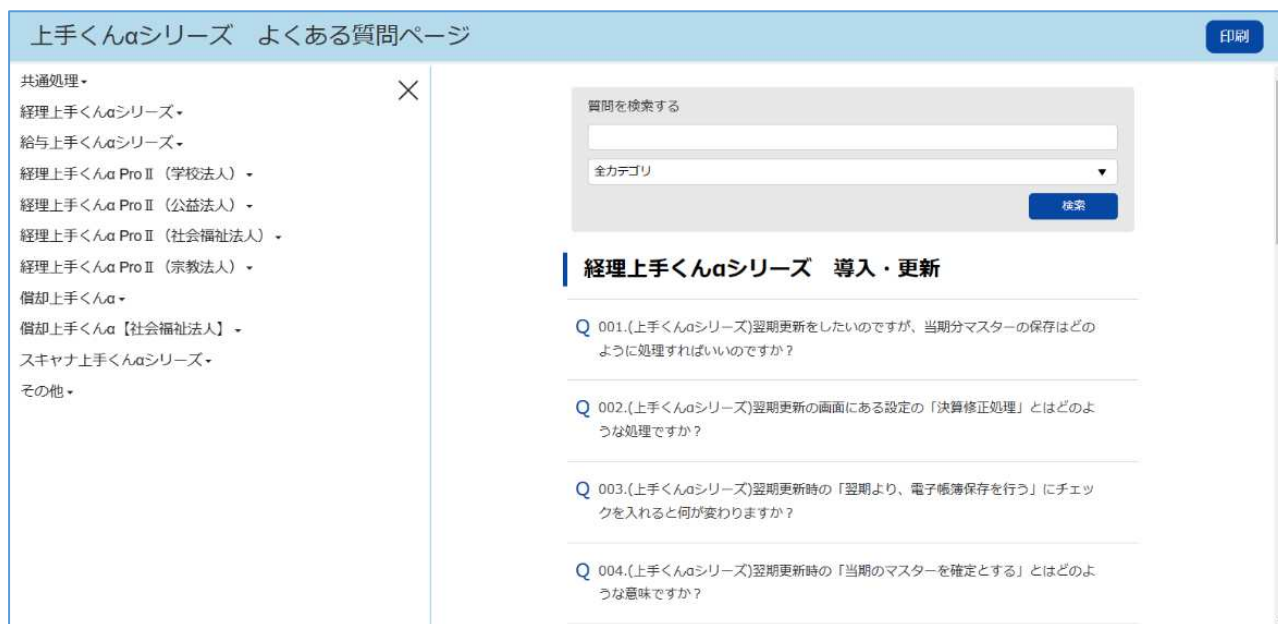 上手くんαシリーズ　よくある質問ページ
印刷
共通処理
経理上手くんαシリーズ
給与上手くんαシリーズ
経理上手くんα Pro Ⅱ（学校法人）
経理上手くんα Pro Ⅱ（公益法人）
経理上手くんα Pro Ⅱ（社会福祉法人）
経理上手くんα Pro Ⅱ（宗教法人）
償却上手くんα
償却上手くんα【社会福祉法人】
スキャナ上手くんαシリーズ
その他
質問を検索する
全カテゴリ
検索
経理上手くんαシリーズ　導入・更新
Q 001.(上手くんαシリーズ)翌期更新をしたいのですが、当期分マスターの保存はどの
ように処理すればいいのですか？
Q 002.(上手くんαシリーズ)翌期更新の画面にある設定の「決算修正処理」とはどのよ
うな処理ですか？
Q 003.(上手くんαシリーズ)翌期更新時の「翌期より、電子帳簿保存を行う」にチェッ
クを入れると何が変わりますか？
Q 004.(上手くんαシリーズ)翌期更新時の「当期のマスターを確定とする」とはどのよ
うな意味ですか？